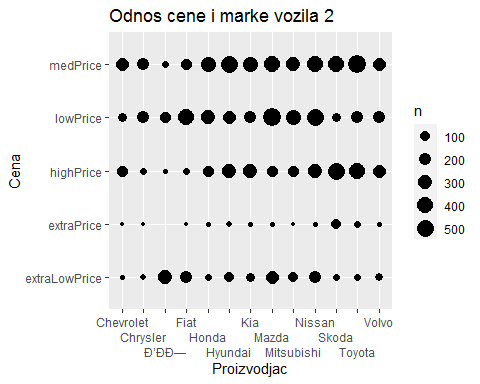 Odnos cene i marke vozila 2
medPrice
lowPrice
highPrice
extraPrice
extraLowPrice
Cena
n
100
200
300
400
500
Chevrolet Fiat Kia Nissan Volvo
Chrysler Honda Mazda Skoda
Ð’ÐÐ— Hyundai Mitsubishi Toyota
Proizvodjac